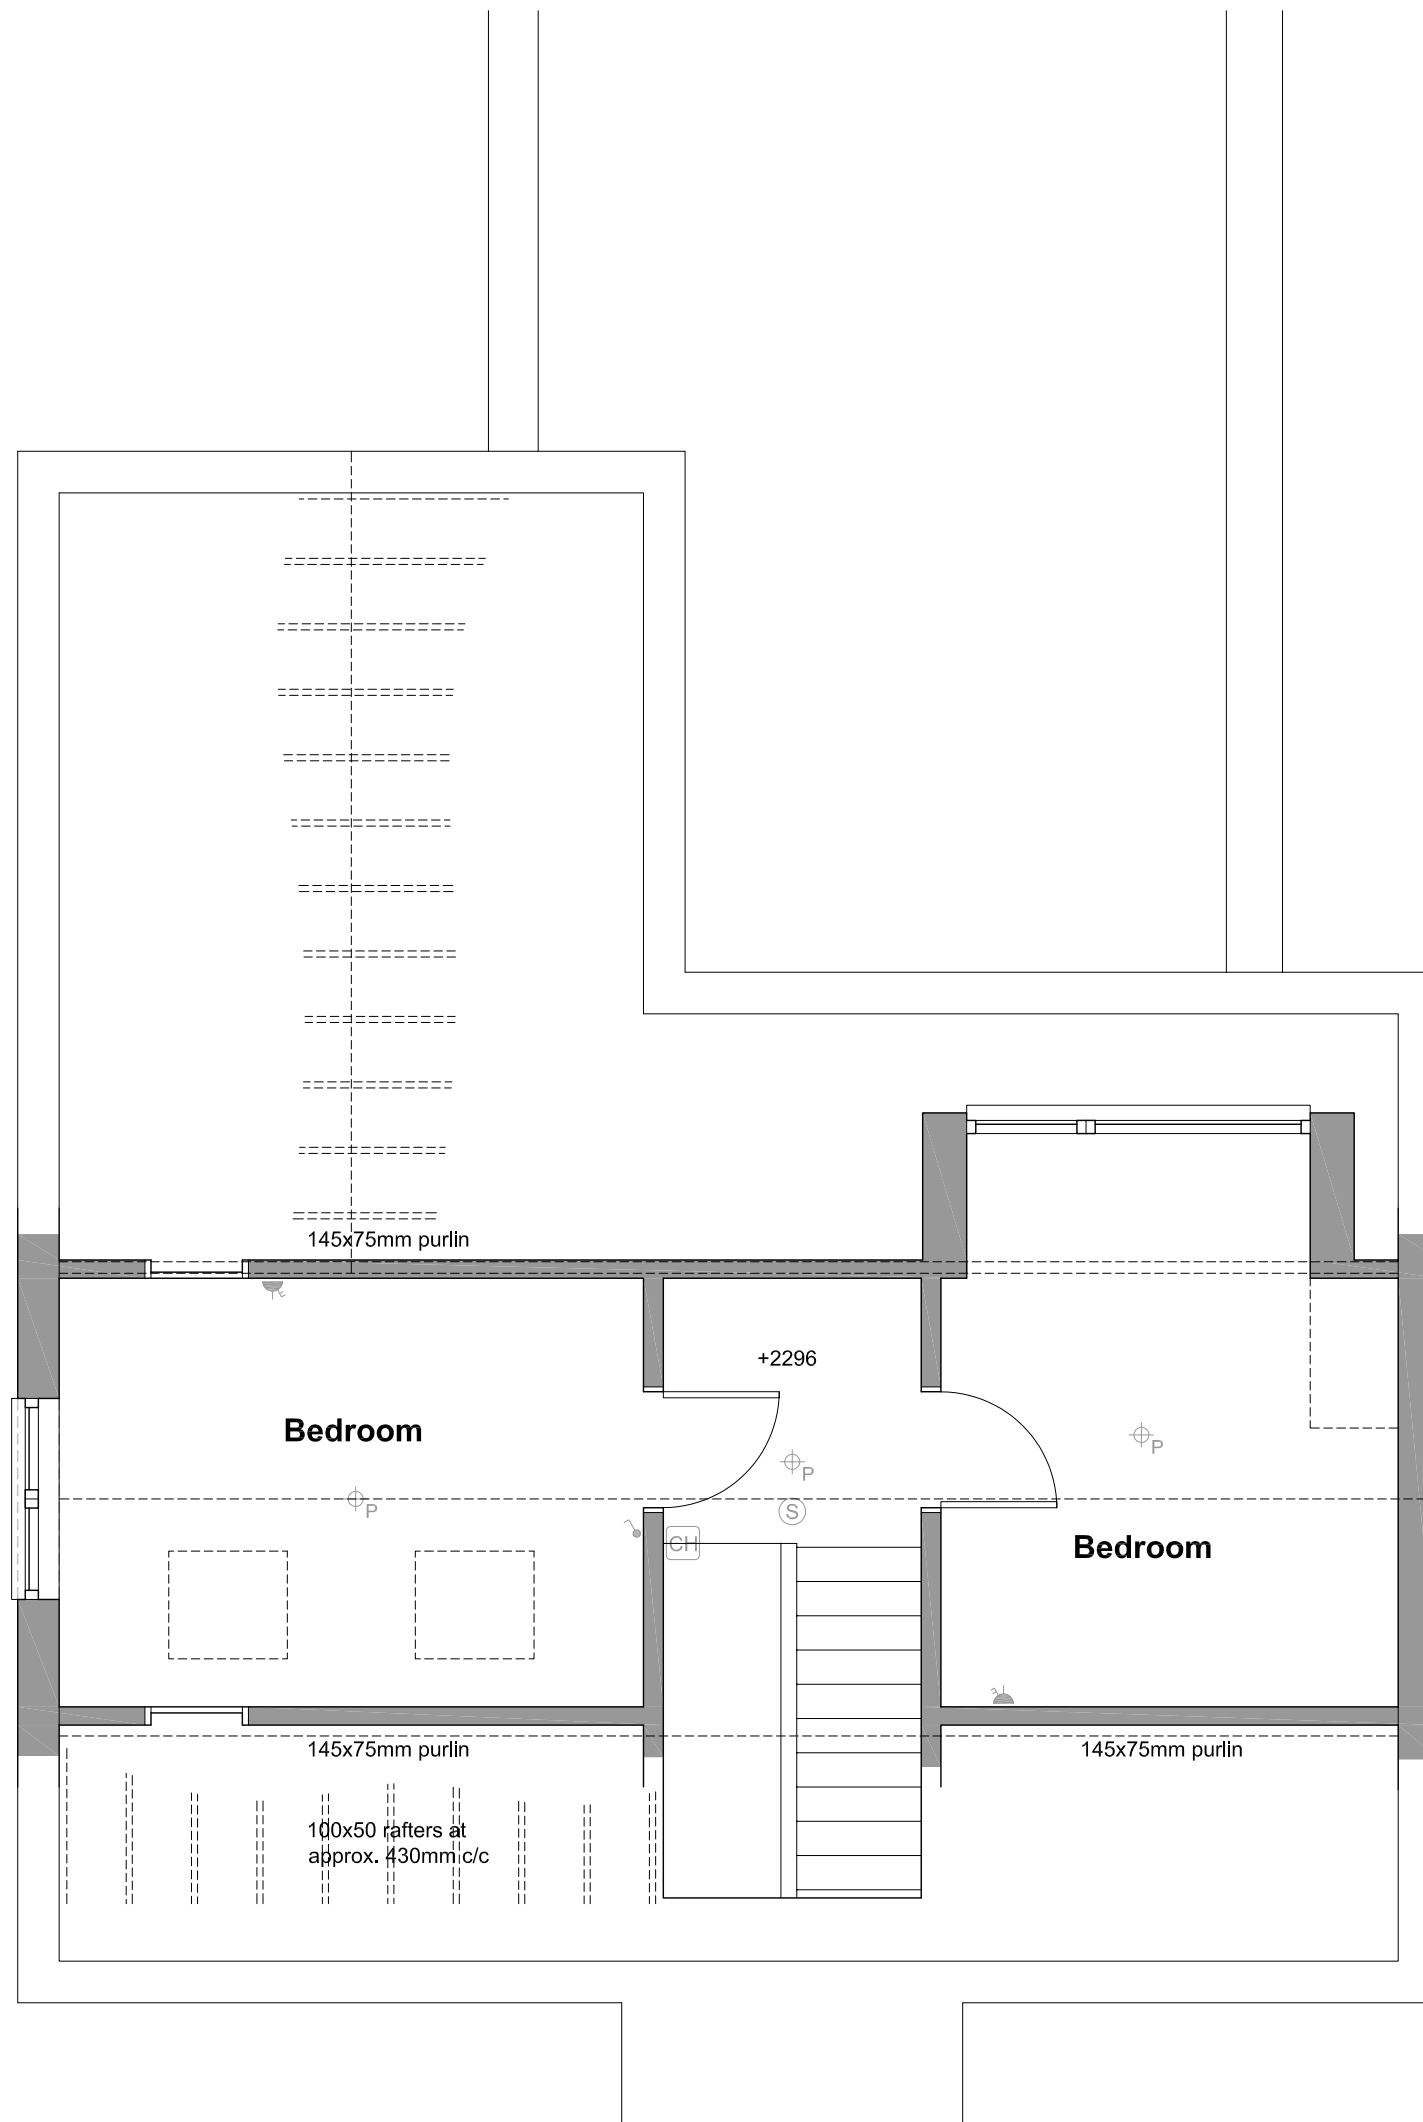 145x75mm purlin
+2296
Bedroom
P
P
P
S
CH
Bedroom
145x75mm purlin
145x75mm purlin
100x50 rafters at
approx. 430mm c/c